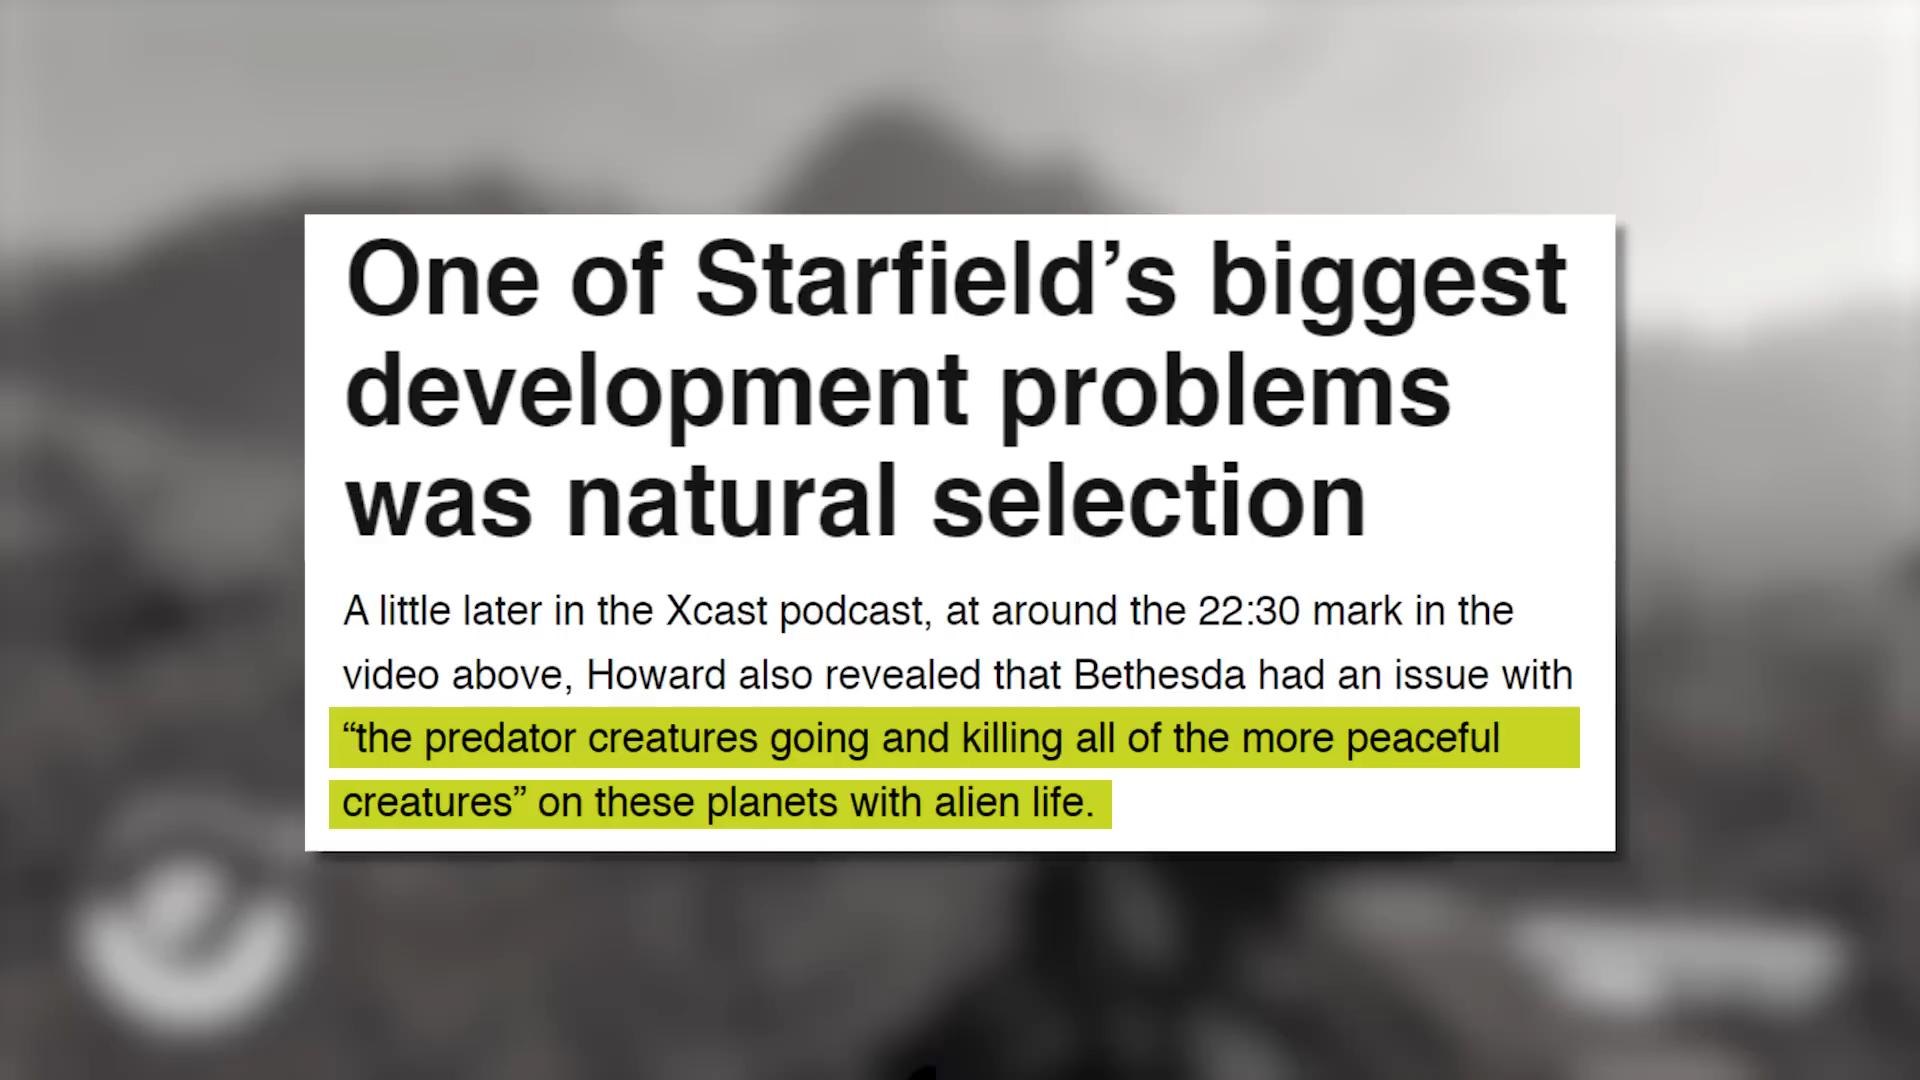 One of Starfield’s biggest
development problems
was natural selection
A little later in the Xcast podcast, at around the 22:30 mark in the
video above, Howard also revealed that Bethesda had an issue with
“the predator creatures going and killing all of the more peaceful
creatures” on these planets with alien life.